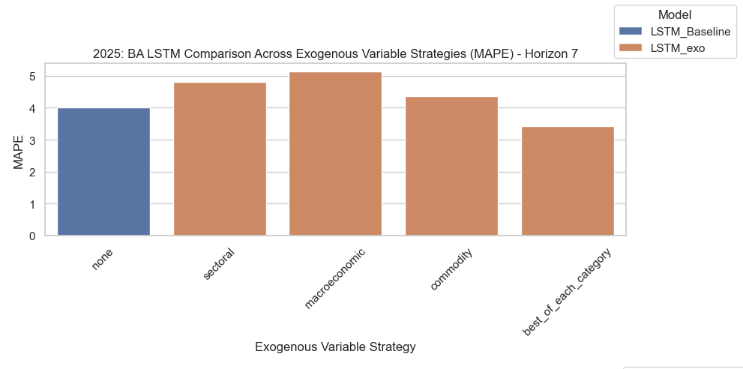 Model
LSTM_Baseline
LSTM_exo
2025: BA LSTM Comparison Across Exogenous Variable Strategies (MAPE) - Horizon 7
MAPE
5
4
3
2
1
0
none
sectoral
macroeconomic
commodity
best_of_each_category
Exogenous Variable Strategy